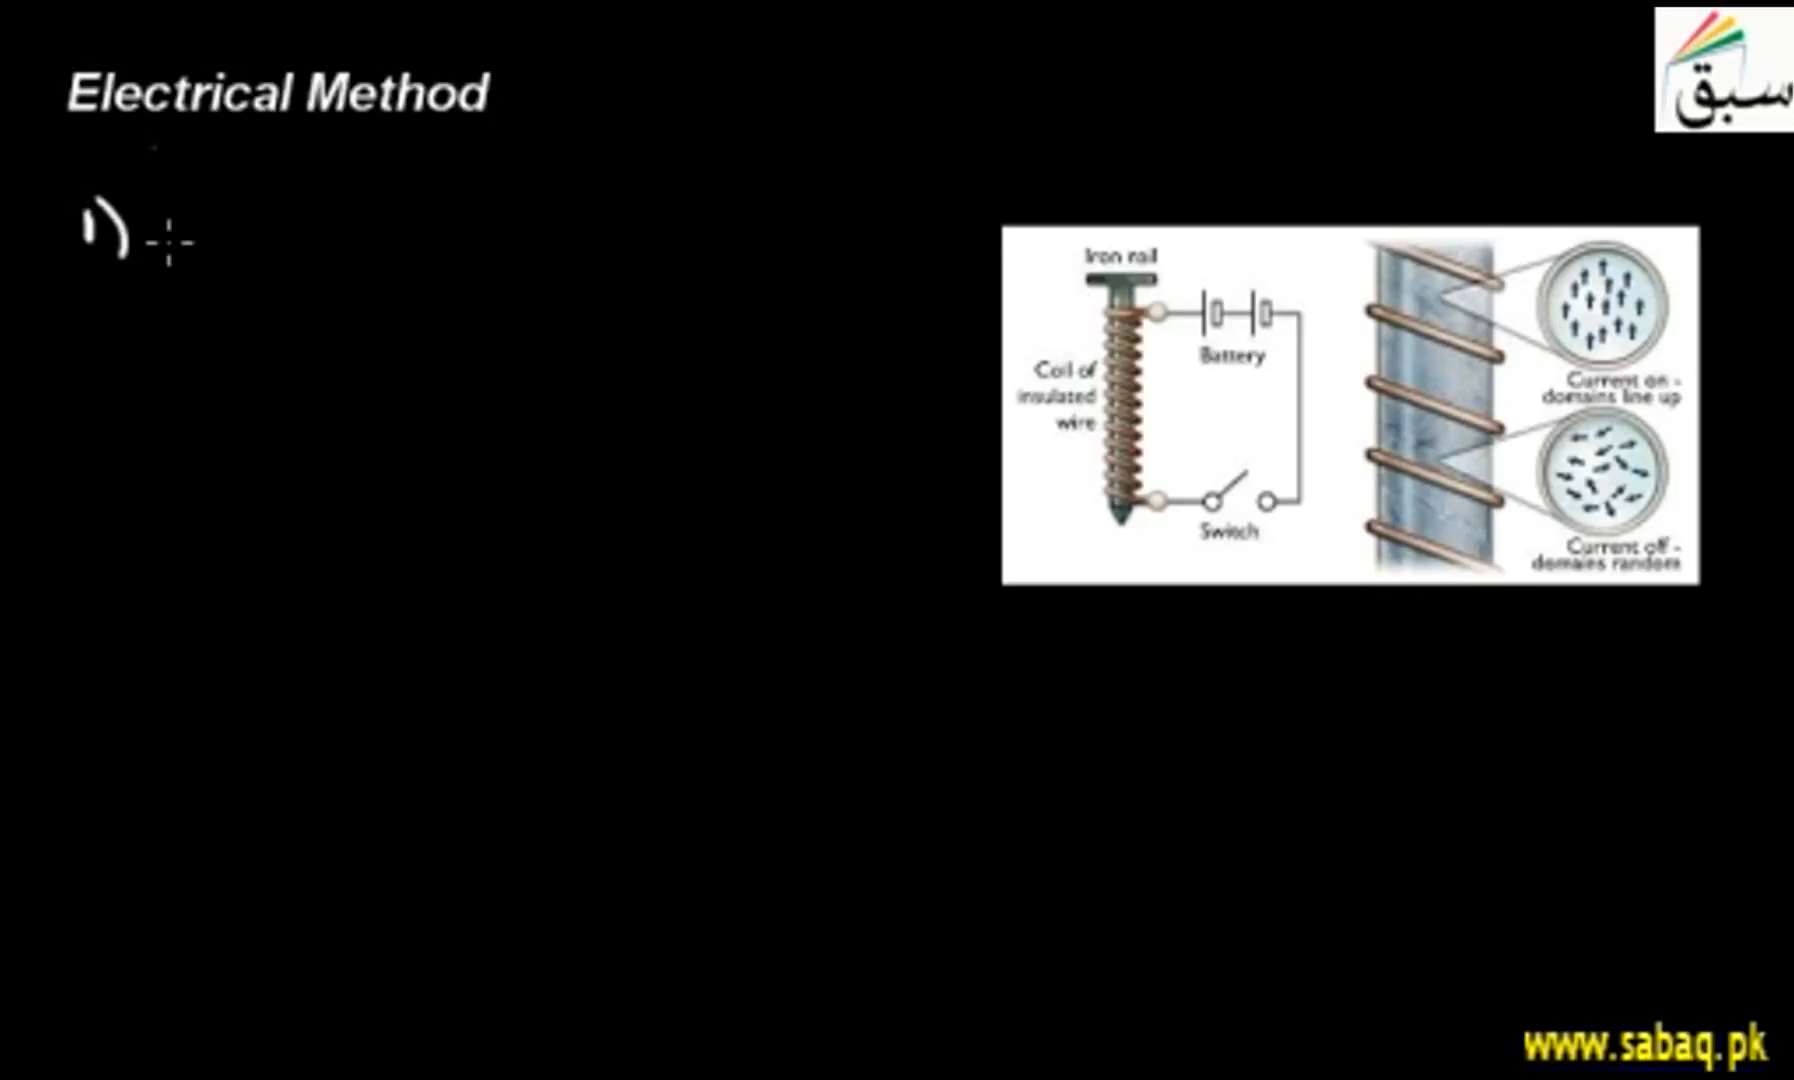 Electrical Method
سبق
1)
Iron nail
Battery
Coil of
insulated
wire
Switch
Current on -
domains line up
Current off -
domains random
www.sabaq.pk